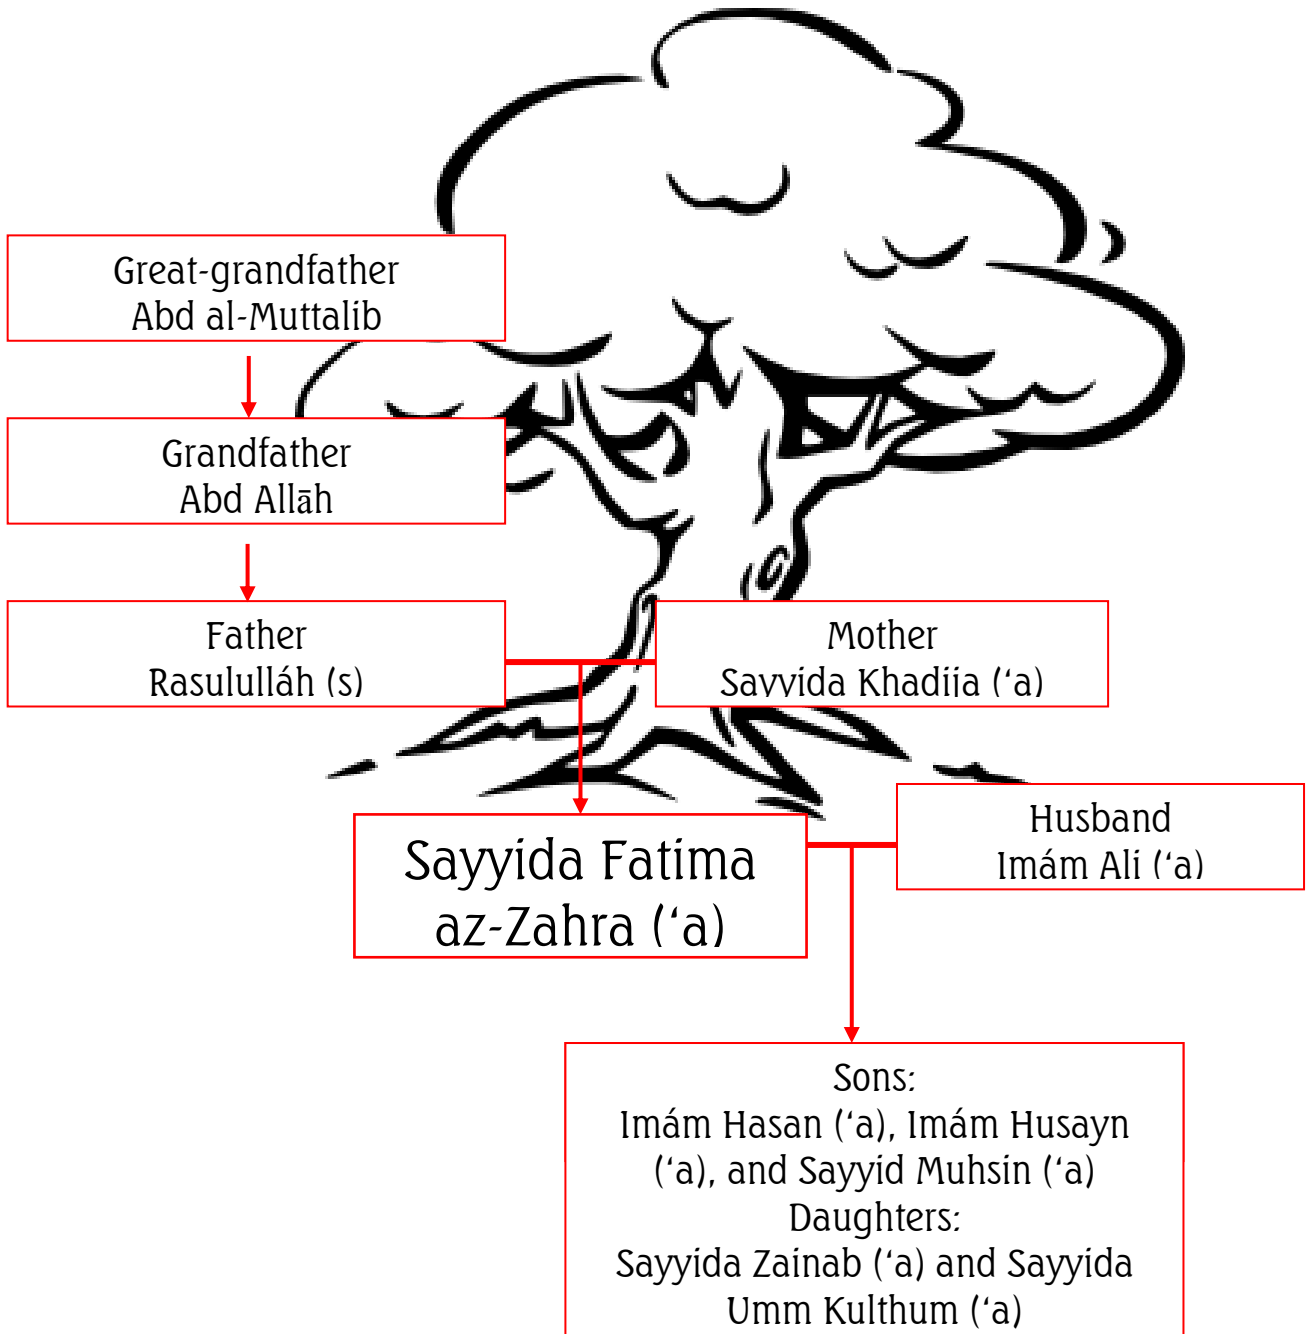 Great-grandfather
Abd al-Muttalib
Grandfather
Abd Allāh
Father
Rasululláh (s)
Mother
Sayyida Khadija (‘a)
Sayyida Fatima
az-Zahra (‘a)
Husband
Imám Ali (‘a)
Sons:
Imám Hasan (‘a), Imám Husayn
(‘a), and Sayyid Muhsin (‘a)
Daughters:
Sayyida Zainab (‘a) and Sayyida
Umm Kulthum (‘a)